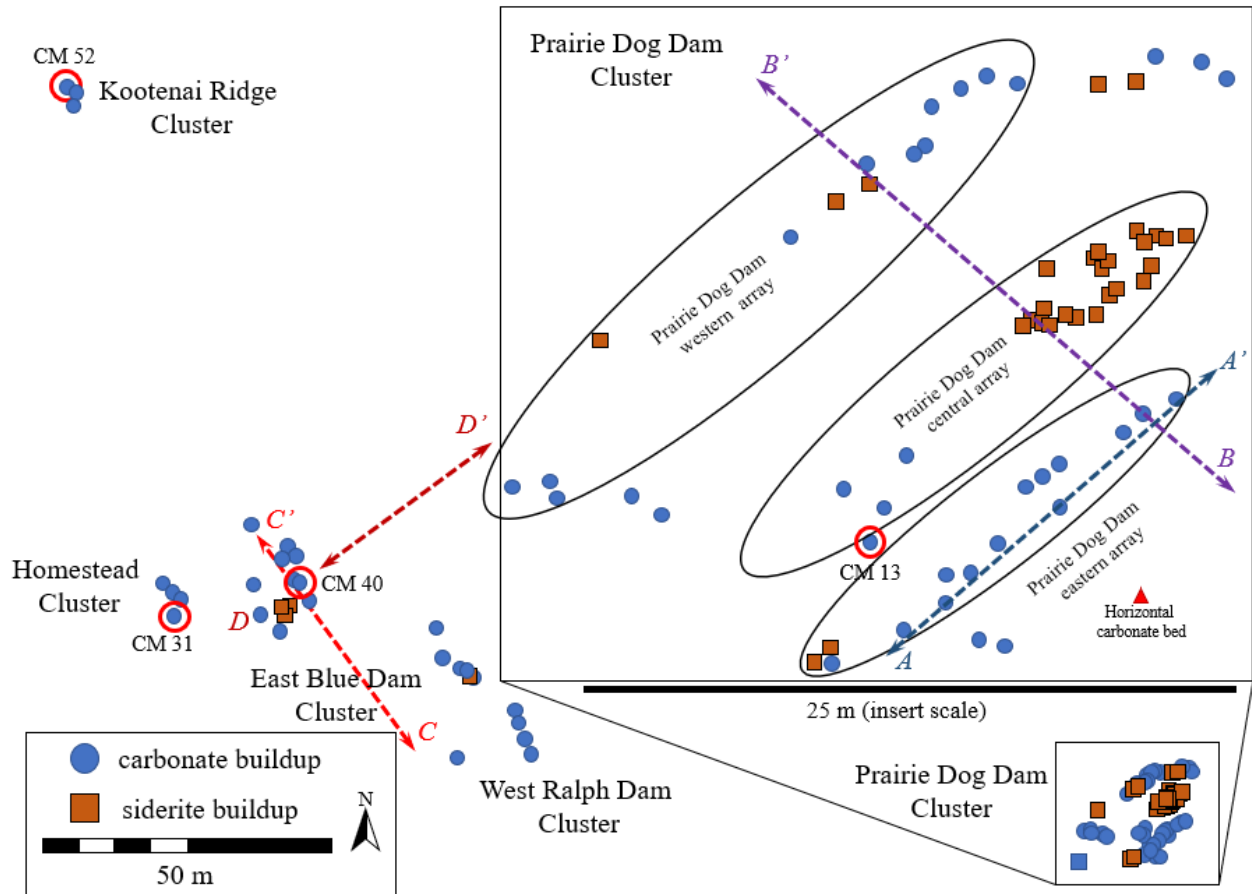 CM 52
Kootenai Ridge
Cluster
Prairie Dog Dam
Cluster
B'
Prairie Dog Dam
western array
Prairie Dog Dam
central array
A'
B
D'
CM 13
Prairie Dog Dam
eastern array
Horizontal
carbonate bed
A
25 m (insert scale)
C'
Homestead
Cluster
CM 40
D
CM 31
East Blue Dam
Cluster
C
West Ralph Dam
Cluster
Prairie Dog Dam
Cluster
carbonate buildup
siderite buildup
N
50 m